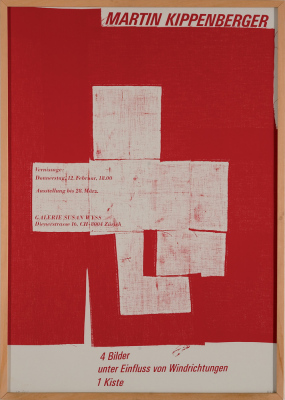 MARTIN KIPPENBERGER
Vernissage:
Donnerstag, 12. Februar, 18.00
Ausstellung bis 28. März.
GALERIE SUSAN WYSS
Dienerstrasse 16, CH-8004 Zürich
4 Bilder
unter Einfluss von Windrichtungen
1 Kiste